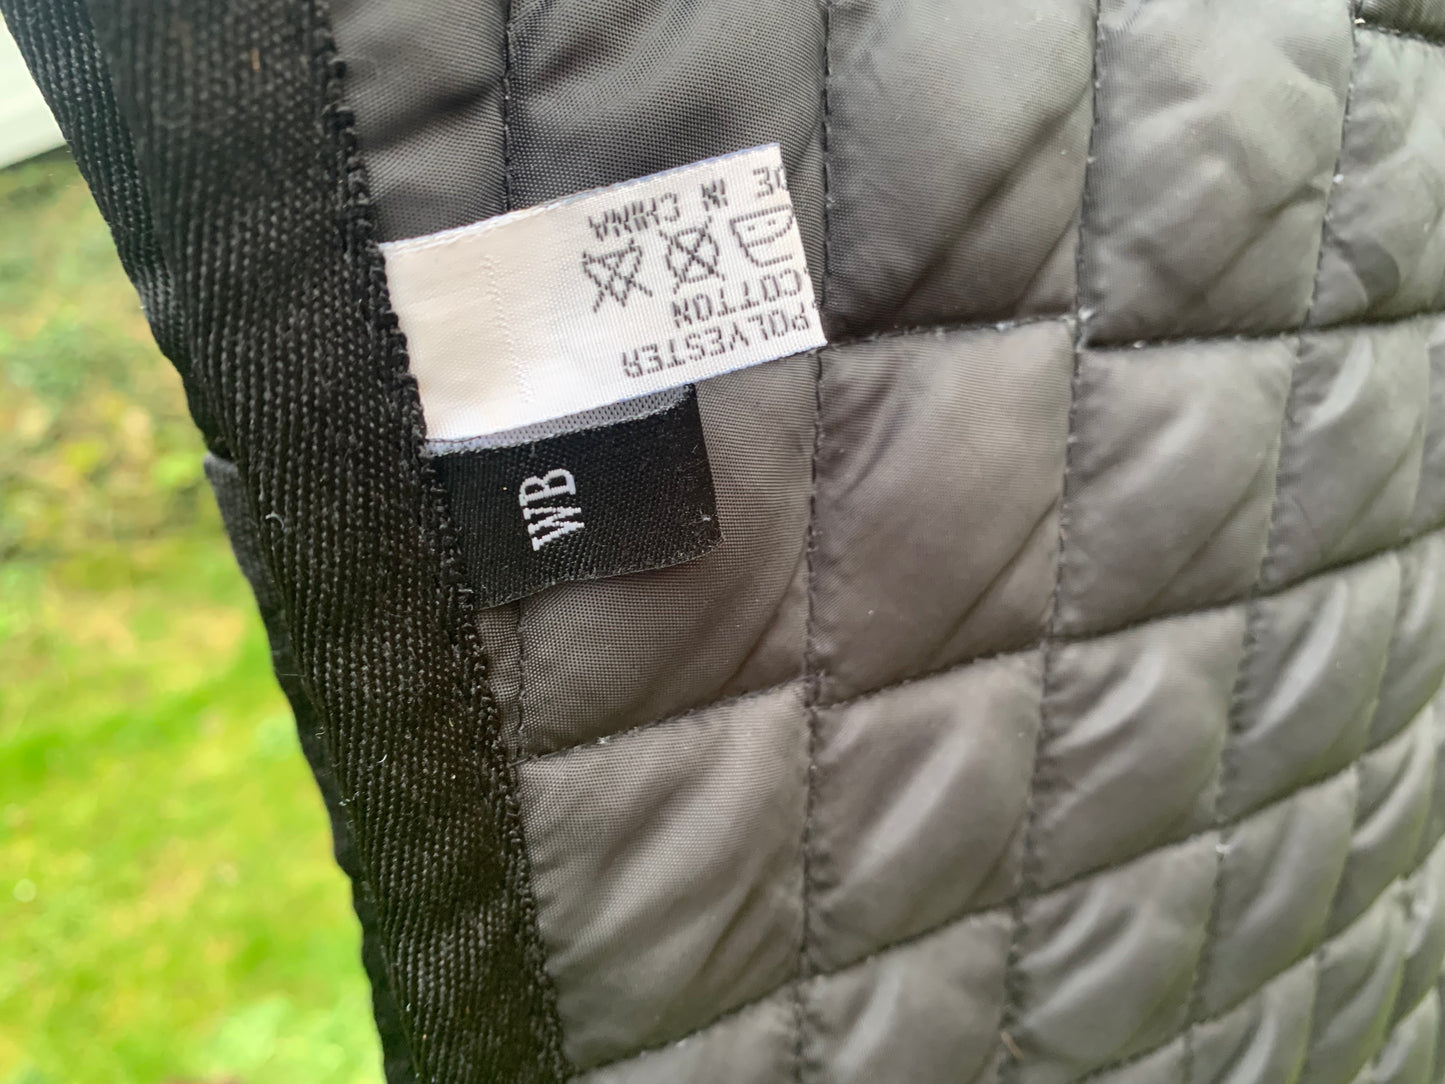 POLYESTER
COTTON
DE IN CHINA
WB